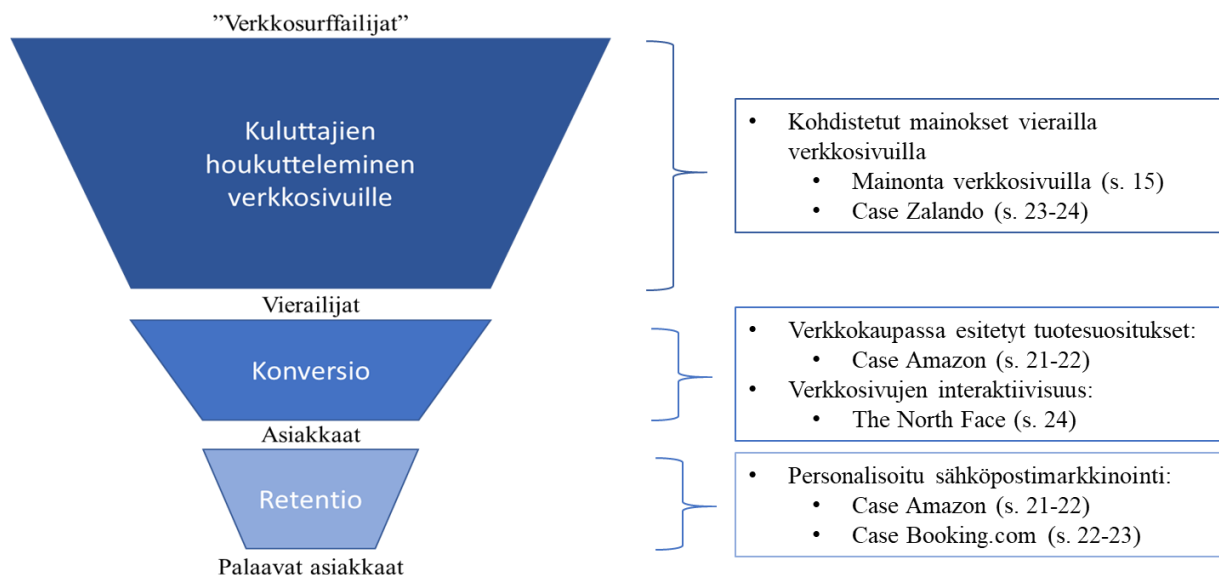 ”Verkkosurffailijat”
Kuluttajien
houkutteleminen
verkkosivuille
Vierailijat
Konversio
Asiakkaat
Retentio
Palaavat asiakkaat
• Kohdistetut mainokset vierailla
verkkosivuilla
• Mainonta verkkosivuilla (s. 15)
• Case Zalando (s. 23-24)
• Verkkokaupassa esitetyt tuotesuositukset:
• Case Amazon (s. 21-22)
• Verkkosivujen interaktiivisuus:
• The North Face (s. 24)
• Personalisoitu sähköpostimarkkinointi:
• Case Amazon (s. 21-22)
• Case Booking.com (s. 22-23)